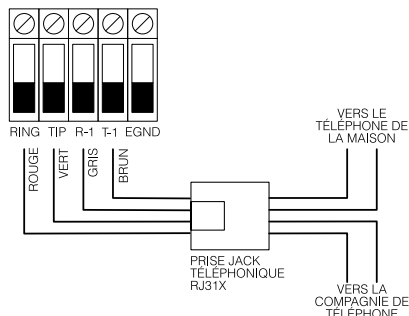 RING TIP R-1 T-1 EGND
ROUGE
VERT
GRIS
BRUN
VERS LE
TÉLÉPHONE DE
LA MAISON
PRISE JACK
TÉLÉPHONIQUE
RJ31X
VERS LA
COMPAGNIE DE
TÉLÉPHONE